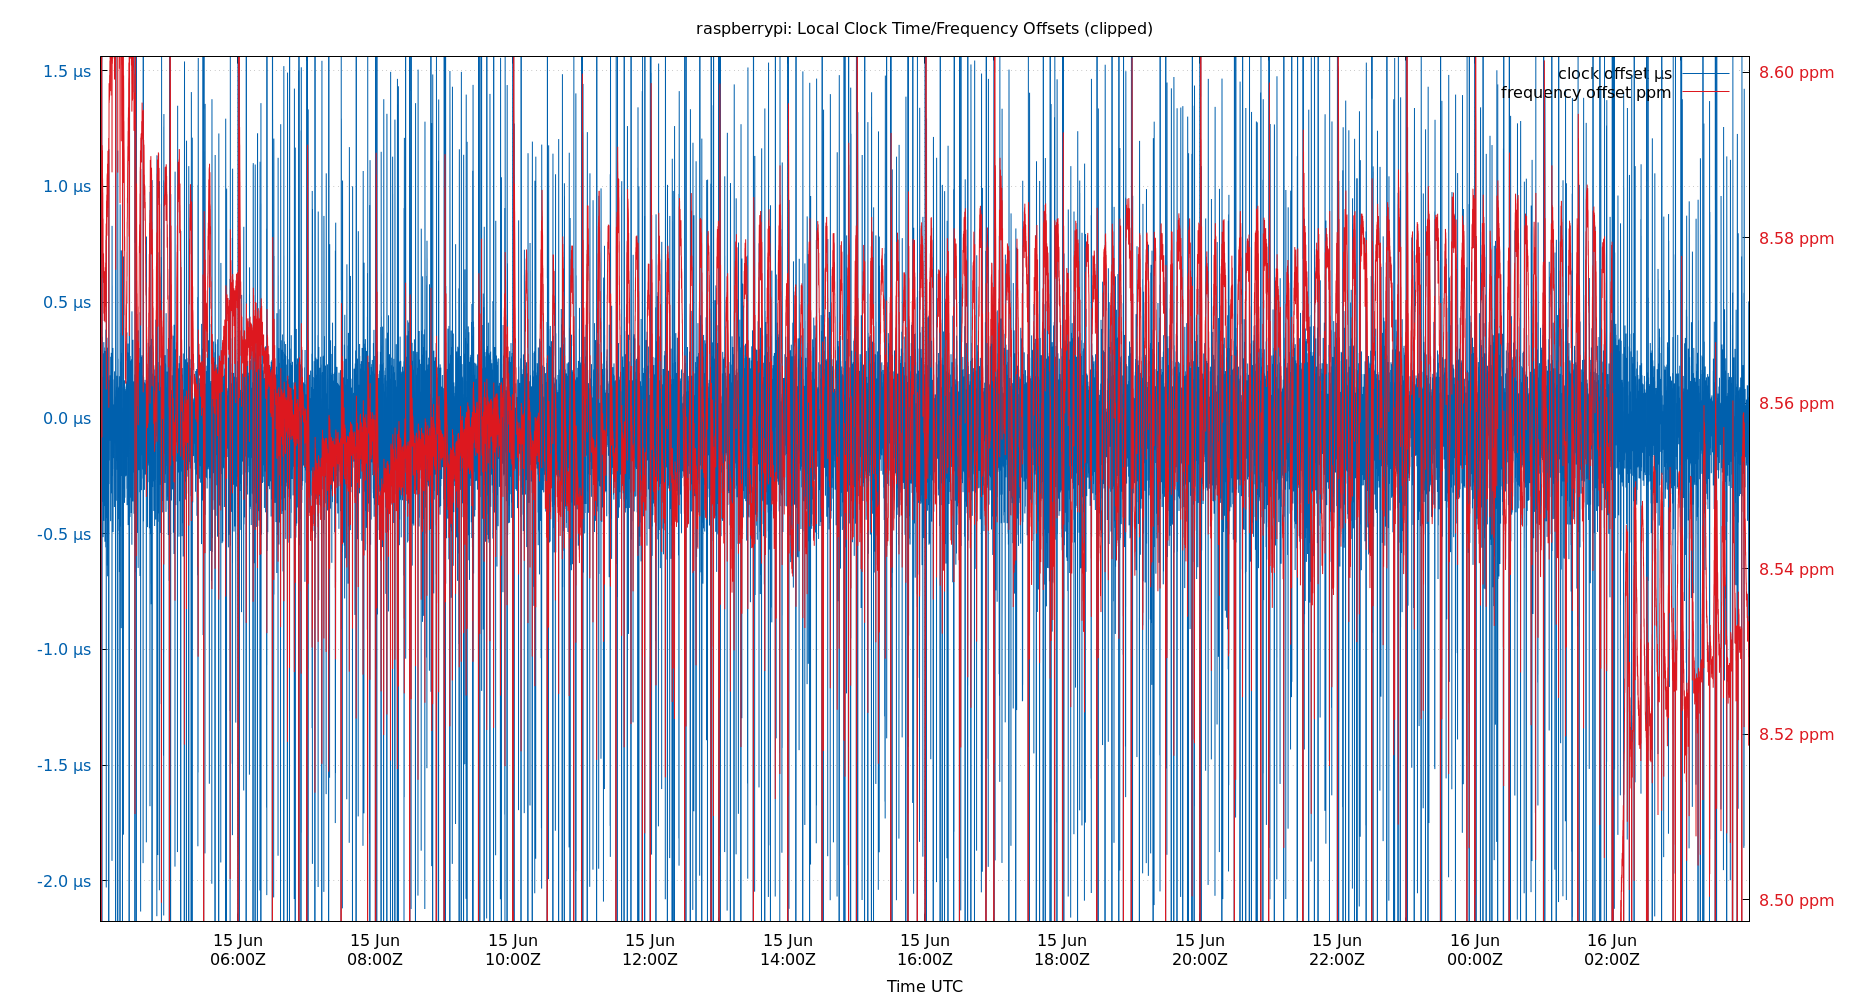 raspberrypi: Local Clock Time/Frequency Offsets (clipped)
clock offset µs
frequency offset ppm
1.5 µs
1.0 µs
0.5 µs
0.0 µs
-0.5 µs
-1.0 µs
-1.5 µs
-2.0 µs
8.60 ppm
8.58 ppm
8.56 ppm
8.54 ppm
8.52 ppm
8.50 ppm
15 Jun 15 Jun 15 Jun 15 Jun 15 Jun 15 Jun 15 Jun 15 Jun 15 Jun 16 Jun 16 Jun
06:00Z 08:00Z 10:00Z 12:00Z 14:00Z 16:00Z 18:00Z 20:00Z 22:00Z 00:00Z 02:00Z
Time UTC